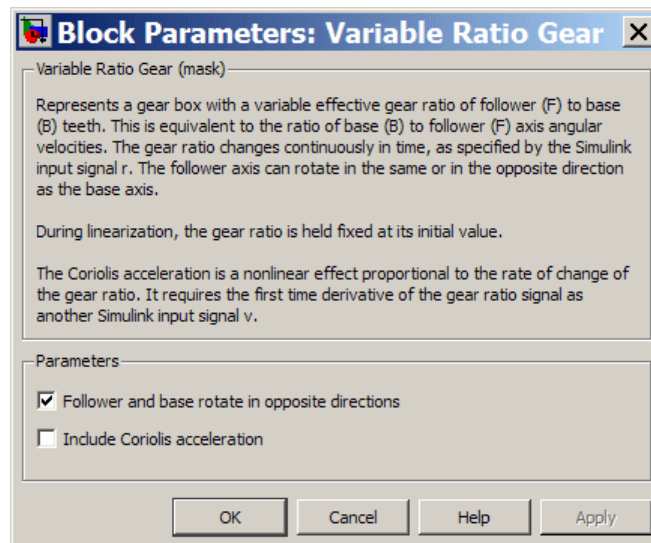 Block Parameters: Variable Ratio Gear
Variable Ratio Gear (mask)
Represents a gear box with a variable effective gear ratio of follower (F) to base
(B) teeth. This is equivalent to the ratio of base (B) to follower (F) axis angular
velocities. The gear ratio changes continuously in time, as specified by the Simulink
input signal r. The follower axis can rotate in the same or in the opposite direction
as the base axis.
During linearization, the gear ratio is held fixed at its initial value.
The Coriolis acceleration is a nonlinear effect proportional to the rate of change of
the gear ratio. It requires the first time derivative of the gear ratio signal as
another Simulink input signal v.
Parameters
Follower and base rotate in opposite directions
Include Coriolis acceleration
OK Cancel Help Apply